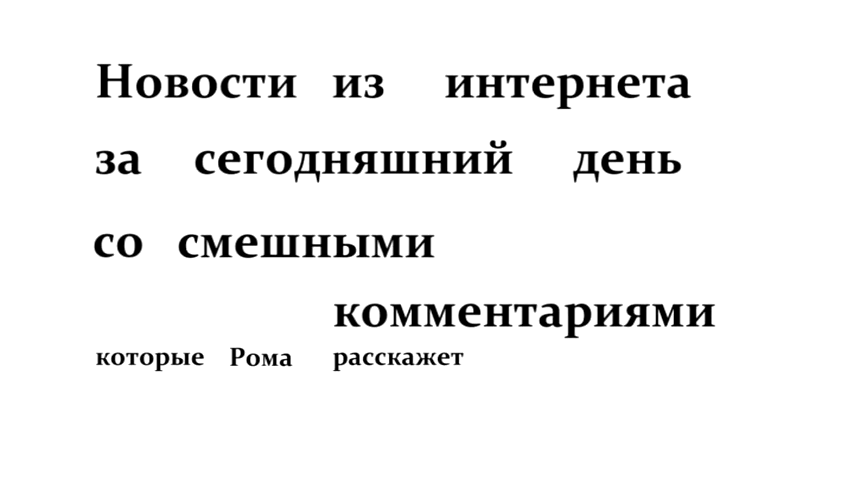 Новости из интернета
за сегодняшний день
со смешными
комментариями
которые Рома расскажет